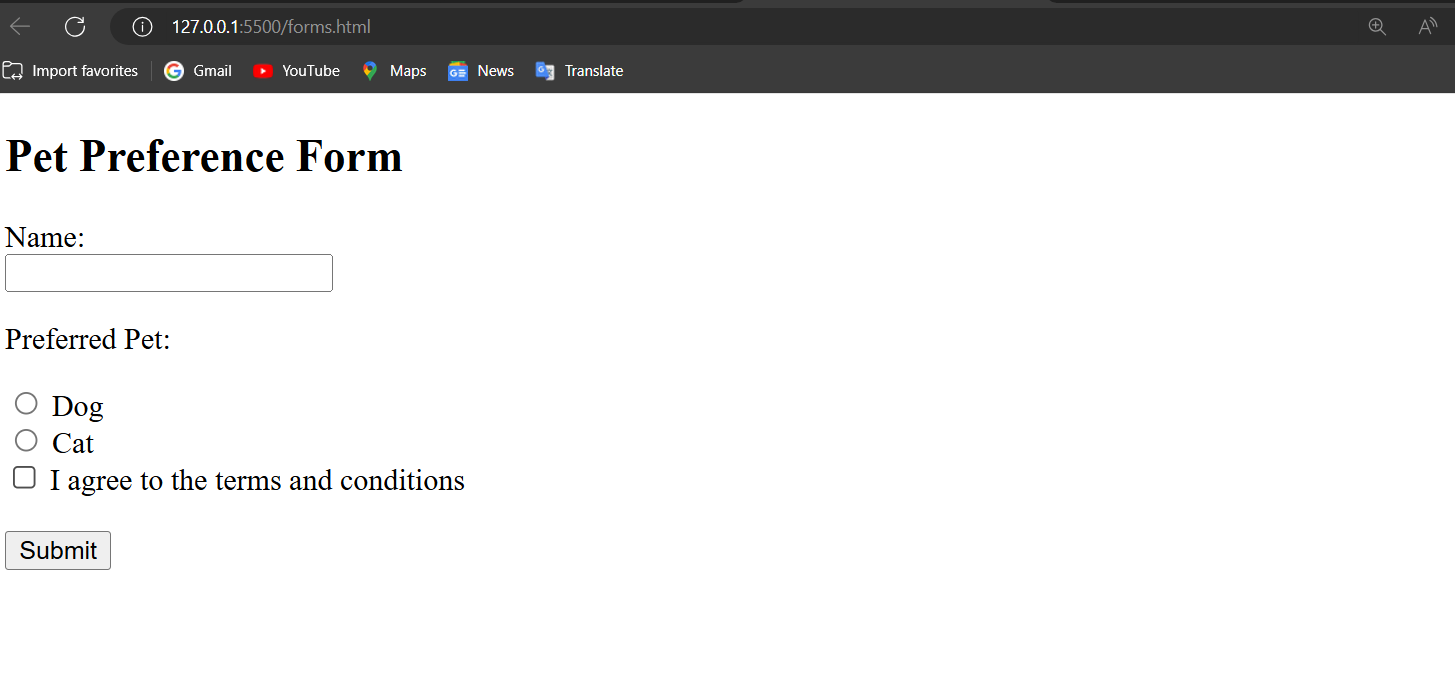 127.0.0.1:5500/forms.html A
Import favorites Gmail YouTube Maps GE News G Translate
Pet Preference Form
Name:
Preferred Pet:
Dog
Cat
I agree to the terms and conditions
Submit